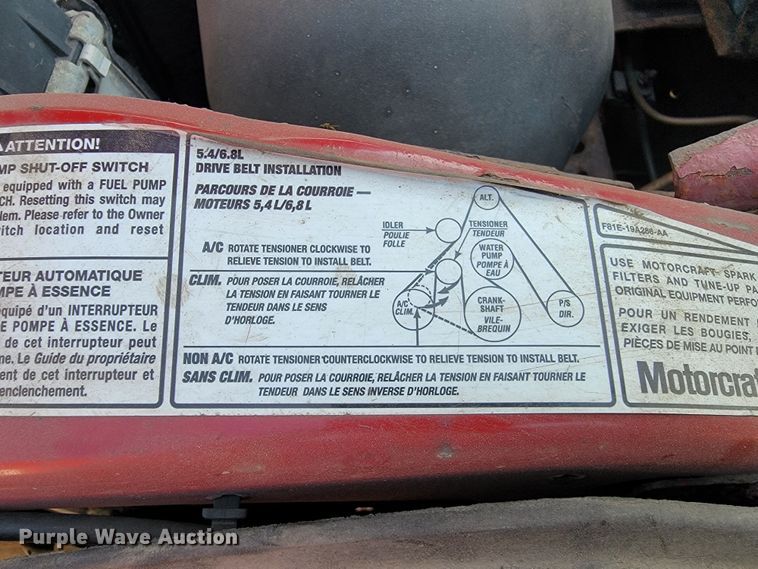 ATTENTION!
MP SHUT-OFF SWITCH
equipped with a FUEL PUMP
CH. Resetting this switch may
lem. Please refer to the Owner
witch location and reset
TEUR AUTOMATIQUE
MPE À ESSENCE
équipé d'un INTERRUPTEUR
E POMPE À ESSENCE. Le
de cet interrupteur peut
ne. Le Guide du propriétaire
ent de cet interrupteur et
enclenchement.
5.4/6.8L
DRIVE BELT INSTALLATION
PARCOURS DE LA COURROIE —
MOTEURS 5,4 L/6,8 L
A/C ROTATE TENSIONER CLOCKWISE TO
RELIEVE TENSION TO INSTALL BELT.
CLIM. POUR POSER LA COURROIE, RELÂCHER
LA TENSION EN FAISANT TOURNER LE
TENDEUR DANS LE SENS
D'HORLOGE.
ALT.
IDLER
POULIE
FOLLE
TENSIONER
TENDEUR
WATER
PUMP
POMPE À
EAU
A/C
CLIM.
CRANK-
SHAFT
VILE-
BREQUIN
P/S
DIR.
NON A/C ROTATE TENSIONER COUNTERCLOCKWISE TO RELIEVE TENSION TO INSTALL BELT.
SANS CLIM. POUR POSER LA COURROIE, RELÂCHER LA TENSION EN FAISANT TOURNER LE
TENDEUR DANS LE SENS INVERSE D'HORLOGE.
F81E-19A286-AA
USE MOTORCRAFT SPARK
FILTERS AND TUNE-UP PA
ORIGINAL EQUIPMENT PERFO
POUR UN RENDEMENT
EXIGER LES BOUGIES,
PIÈCES DE MISE AU POINT
Motorcraf
Purple Wave Auction